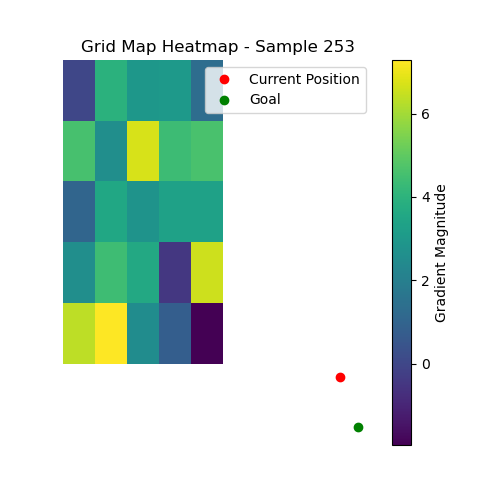 Grid Map Heatmap - Sample 253
Current Position
Goal
6
4
2
0
Gradient Magnitude